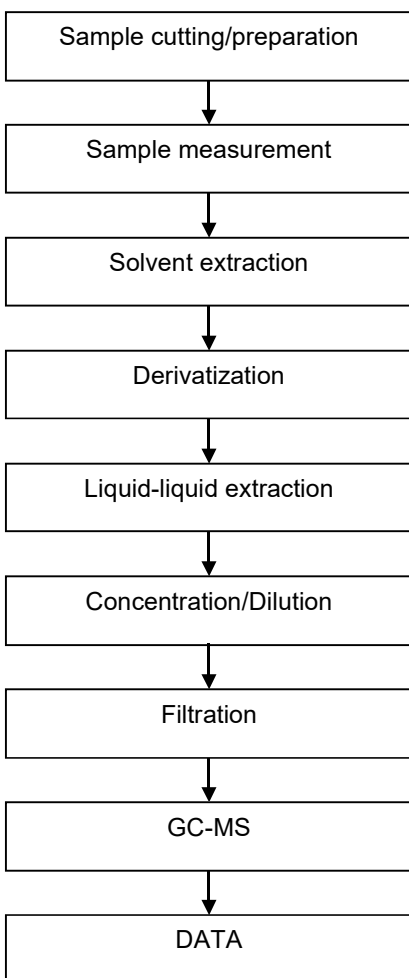 Sample cutting/preparation
Sample measurement
Solvent extraction
Derivatization
Liquid-liquid extraction
Concentration/Dilution
Filtration
GC-MS
DATA